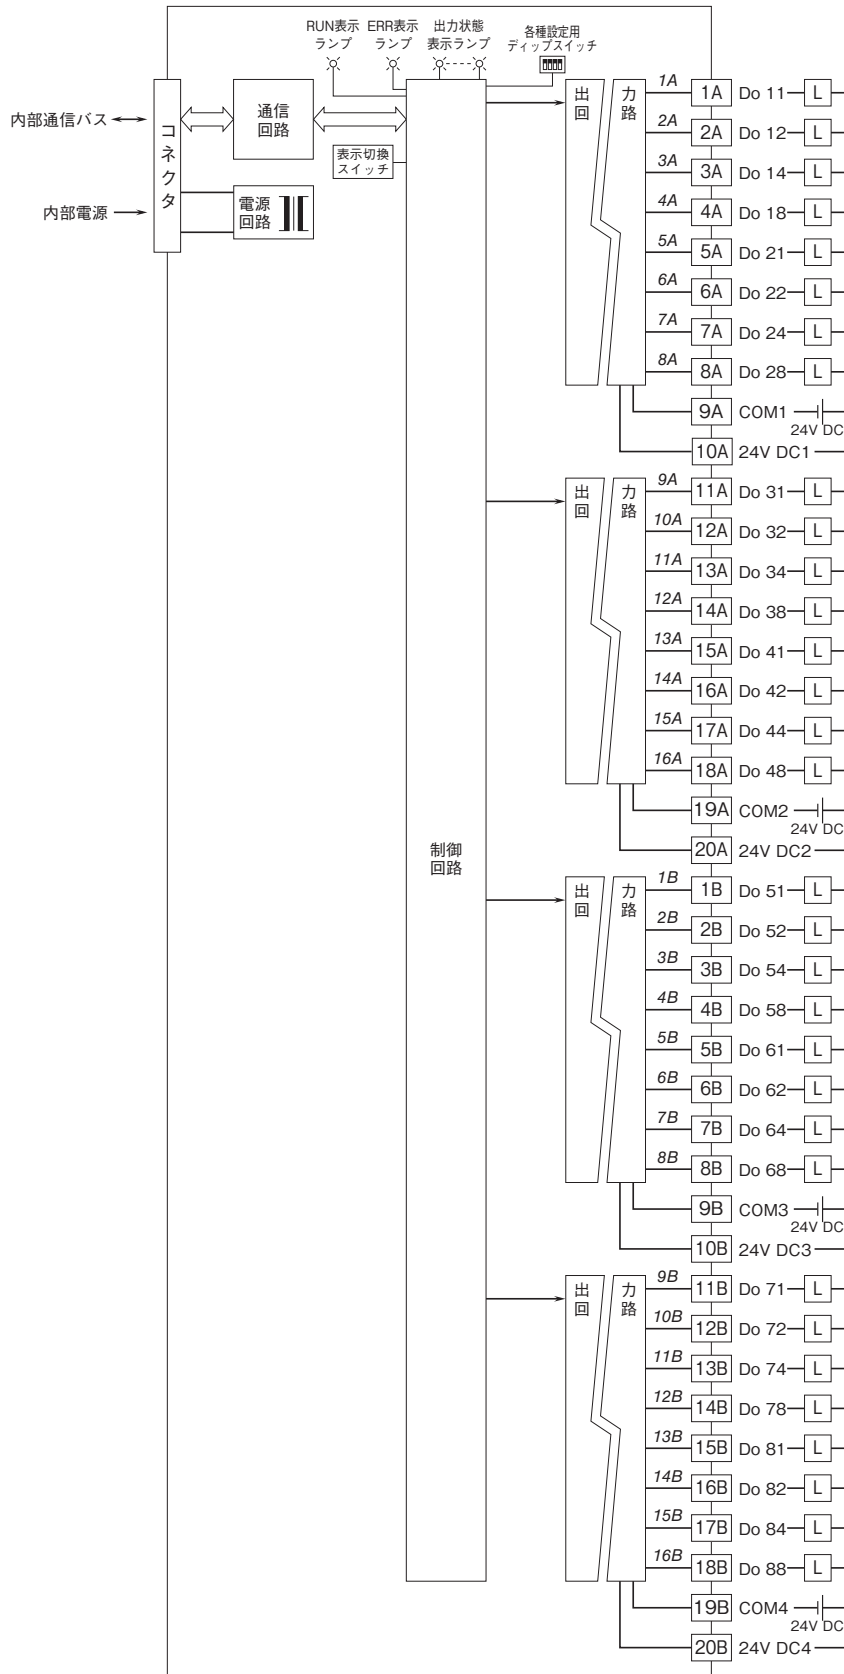 RUN表示
ランプ
ERR表示
ランプ
出力状態
表示ランプ
各種設定用
ディップスイッチ
内部通信バス
内部電源
コネクタ
通信
回路
電源
回路
表示切換
スイッチ
制御
回路
出 力
回 路
1A 1A Do 11 L
2A 2A Do 12 L
3A 3A Do 14 L
4A 4A Do 18 L
5A 5A Do 21 L
6A 6A Do 22 L
7A 7A Do 24 L
8A 8A Do 28 L
9A COM1
24V DC
10A 24V DC1
出 力
回 路
9A 11A Do 31 L
10A 12A Do 32 L
11A 13A Do 34 L
12A 14A Do 38 L
13A 15A Do 41 L
14A 16A Do 42 L
15A 17A Do 44 L
16A 18A Do 48 L
19A COM2
24V DC
20A 24V DC2
出 力
回 路
1B 1B Do 51 L
2B 2B Do 52 L
3B 3B Do 54 L
4B 4B Do 58 L
5B 5B Do 61 L
6B 6B Do 62 L
7B 7B Do 64 L
8B 8B Do 68 L
9B COM3
24V DC
10B 24V DC3
出 力
回 路
9B 11B Do 71 L
10B 12B Do 72 L
11B 13B Do 74 L
12B 14B Do 78 L
13B 15B Do 81 L
14B 16B Do 82 L
15B 17B Do 84 L
16B 18B Do 88 L
19B COM4
24V DC
20B 24V DC4